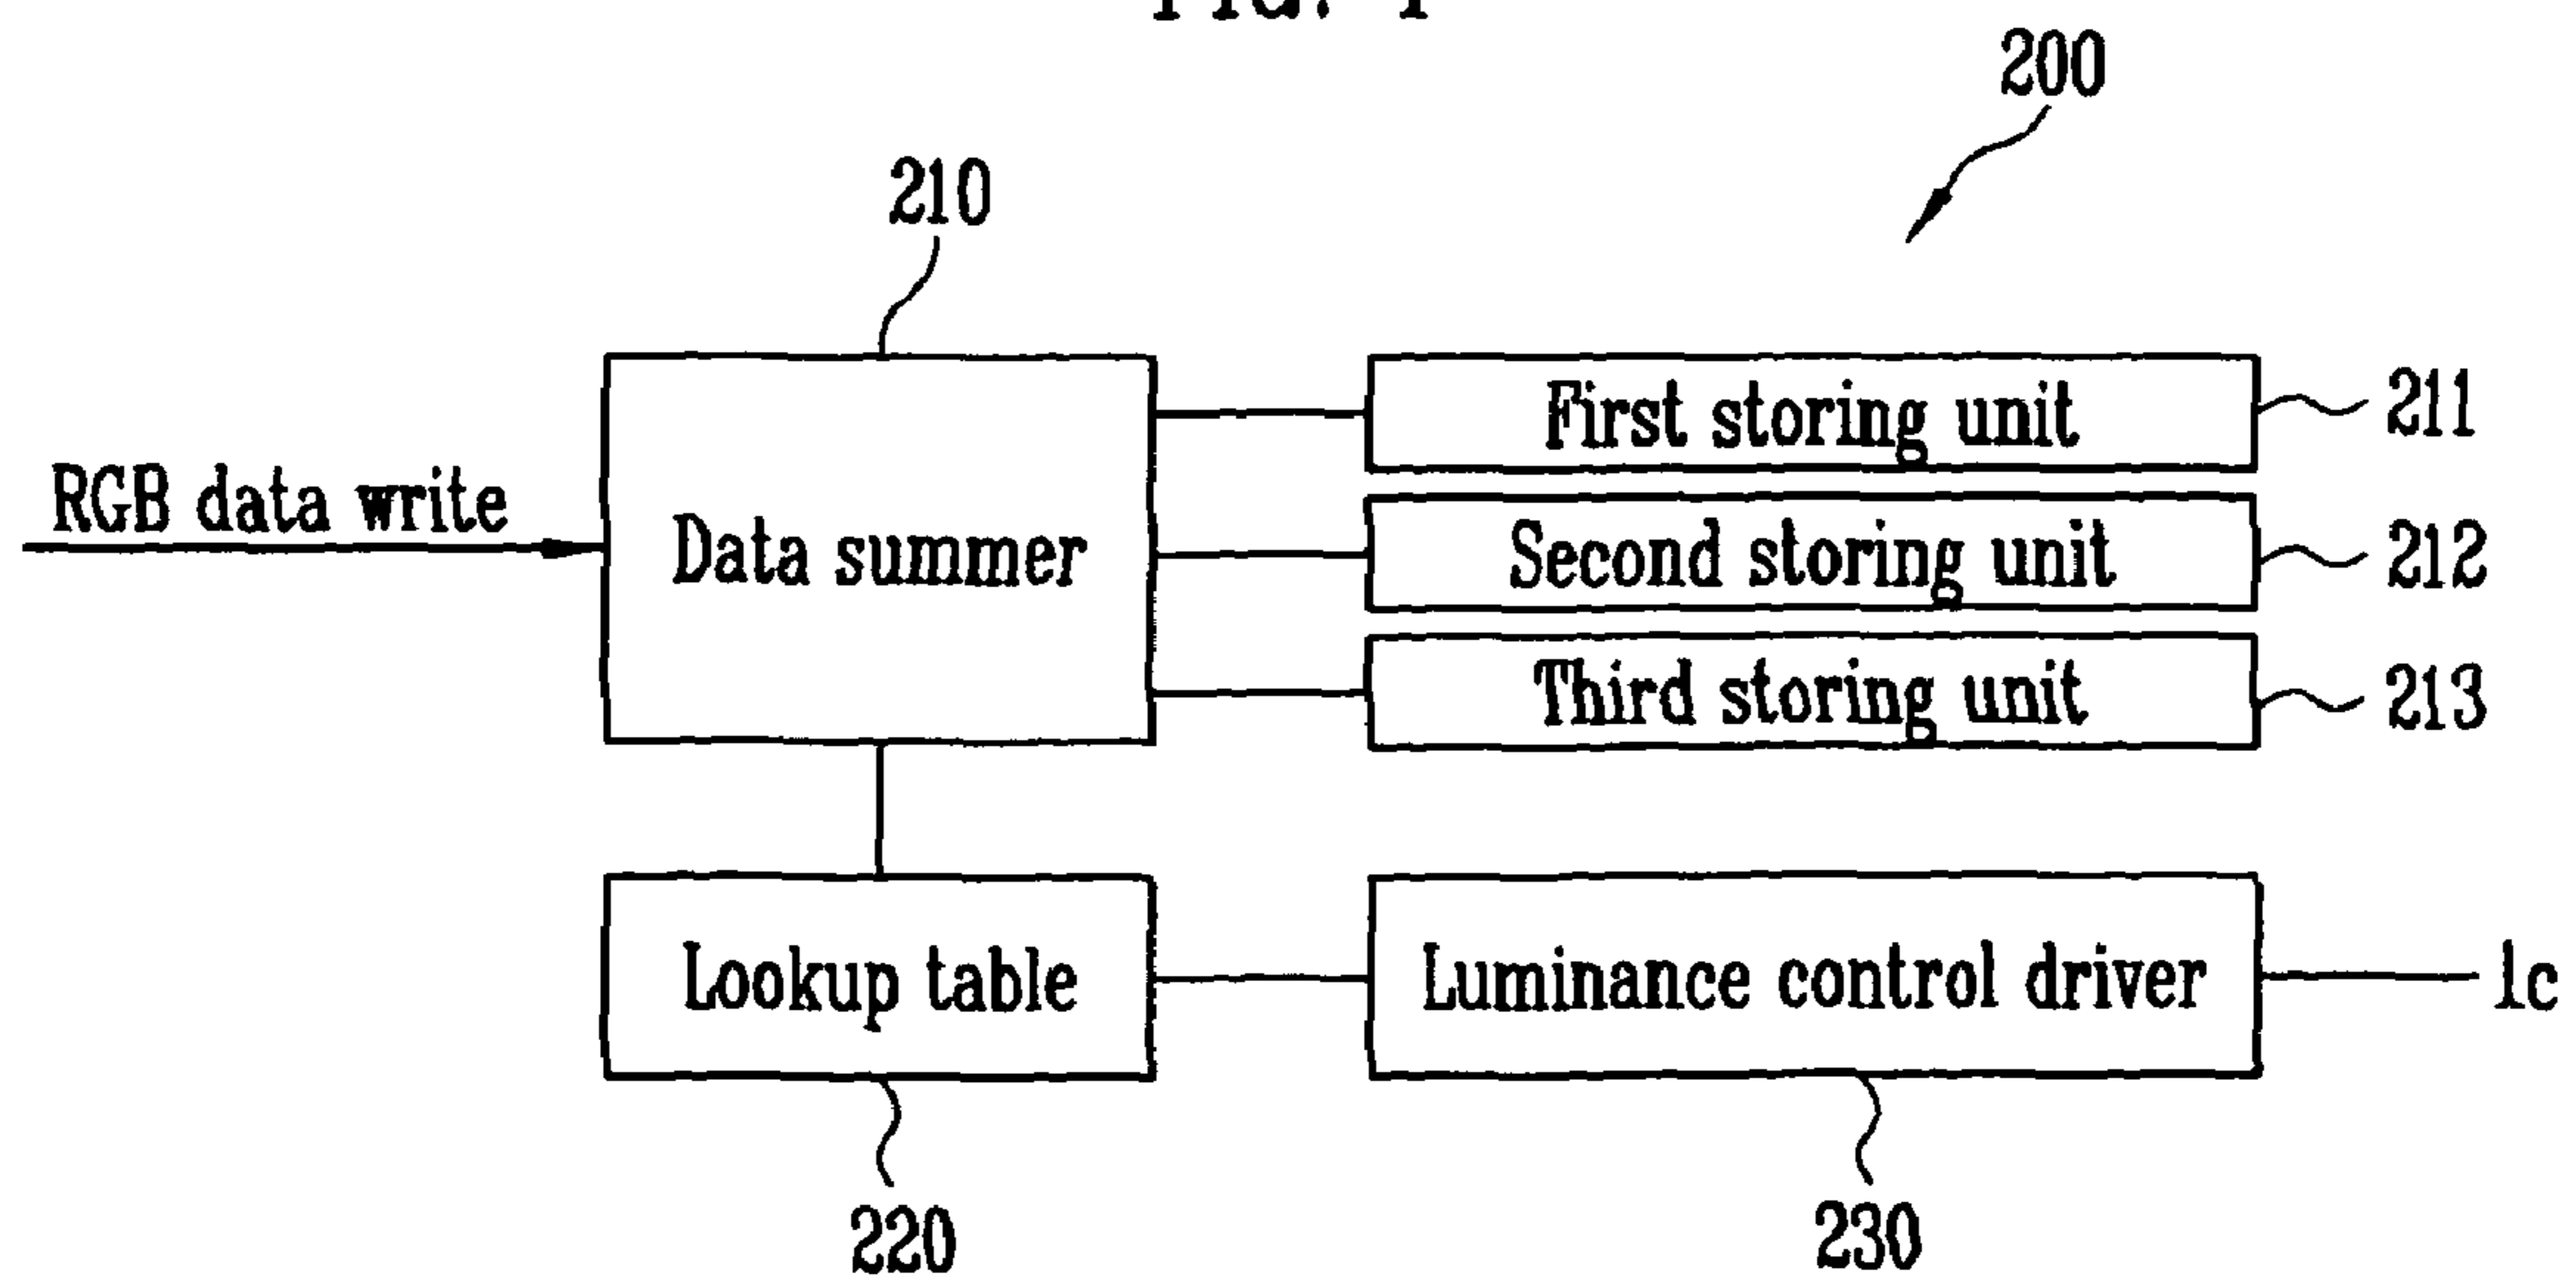 FIG.
200
210
RGB data write
Data summer
First storing unit
211
Second storing unit
212
Third storing unit
213
Lookup table
Luminance control driver
lc
220
230